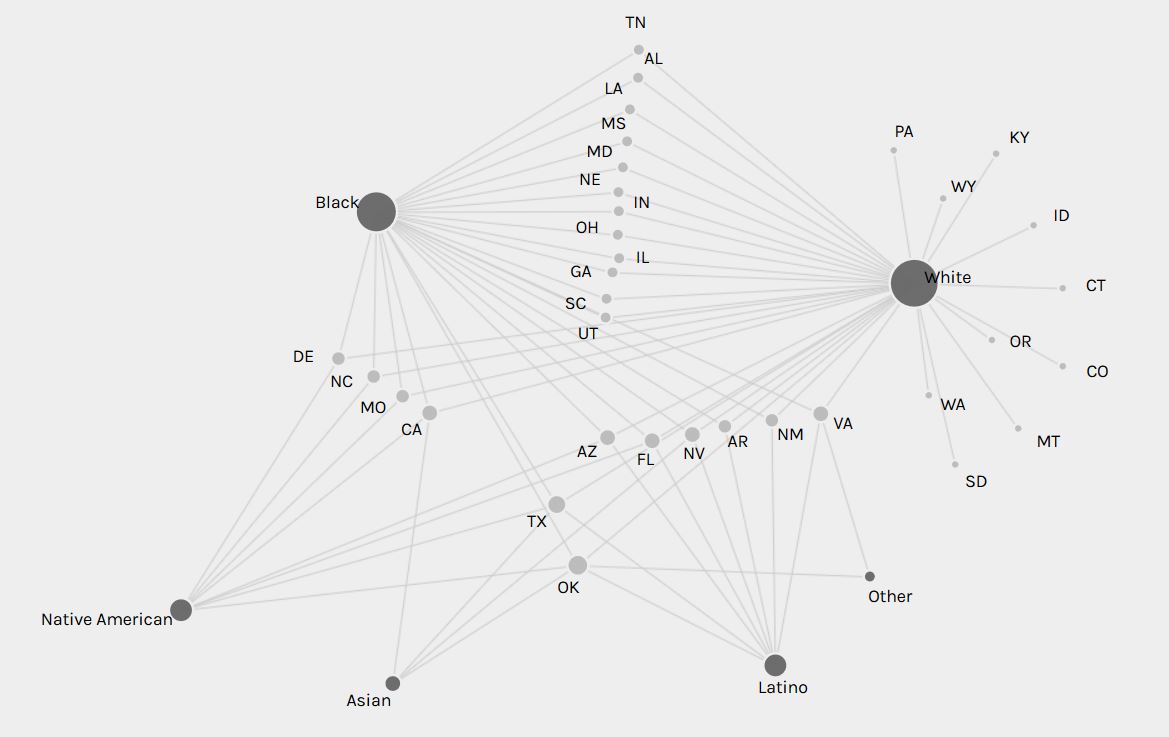 TN
AL
LA
MS
PA
KY
MD
NE
WY
Black
IN
ID
OH
IL
GA
White
CT
SC
UT
OR
DE
CO
NC
MO
WA
CA
VA
NM
AR
MT
AZ
NV
FL
SD
TX
OK
Other
Native American
Latino
Asian